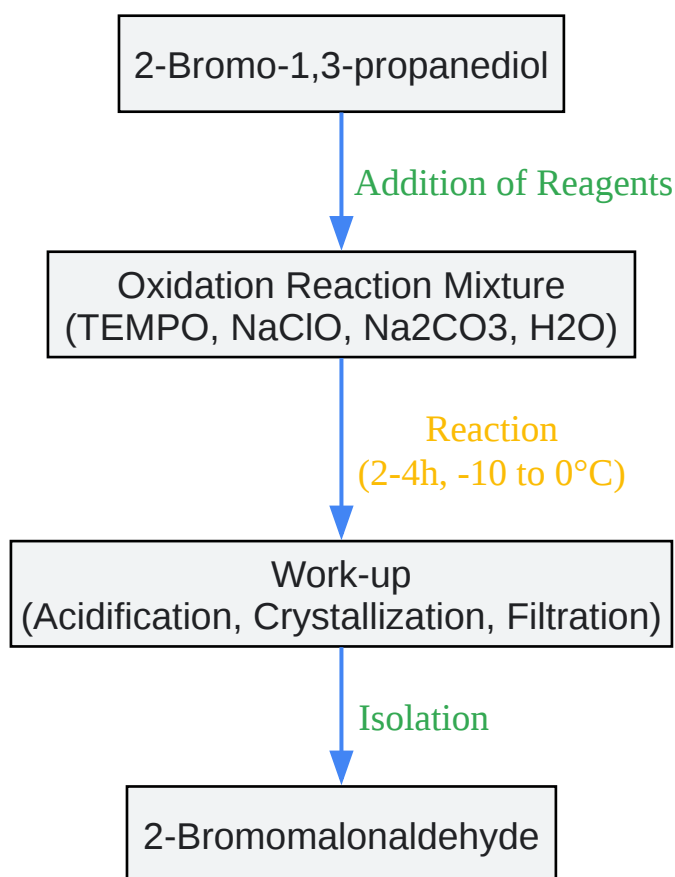 2-Bromo-1,3-propanediol
Addition of Reagents
Oxidation Reaction Mixture
(TEMPO, NaClO, Na2CO3, H2O)
Reaction
(2-4h, -10 to 0°C)
Work-up
(Acidification, Crystallization, Filtration)
Isolation
2-Bromomalonaldehyde